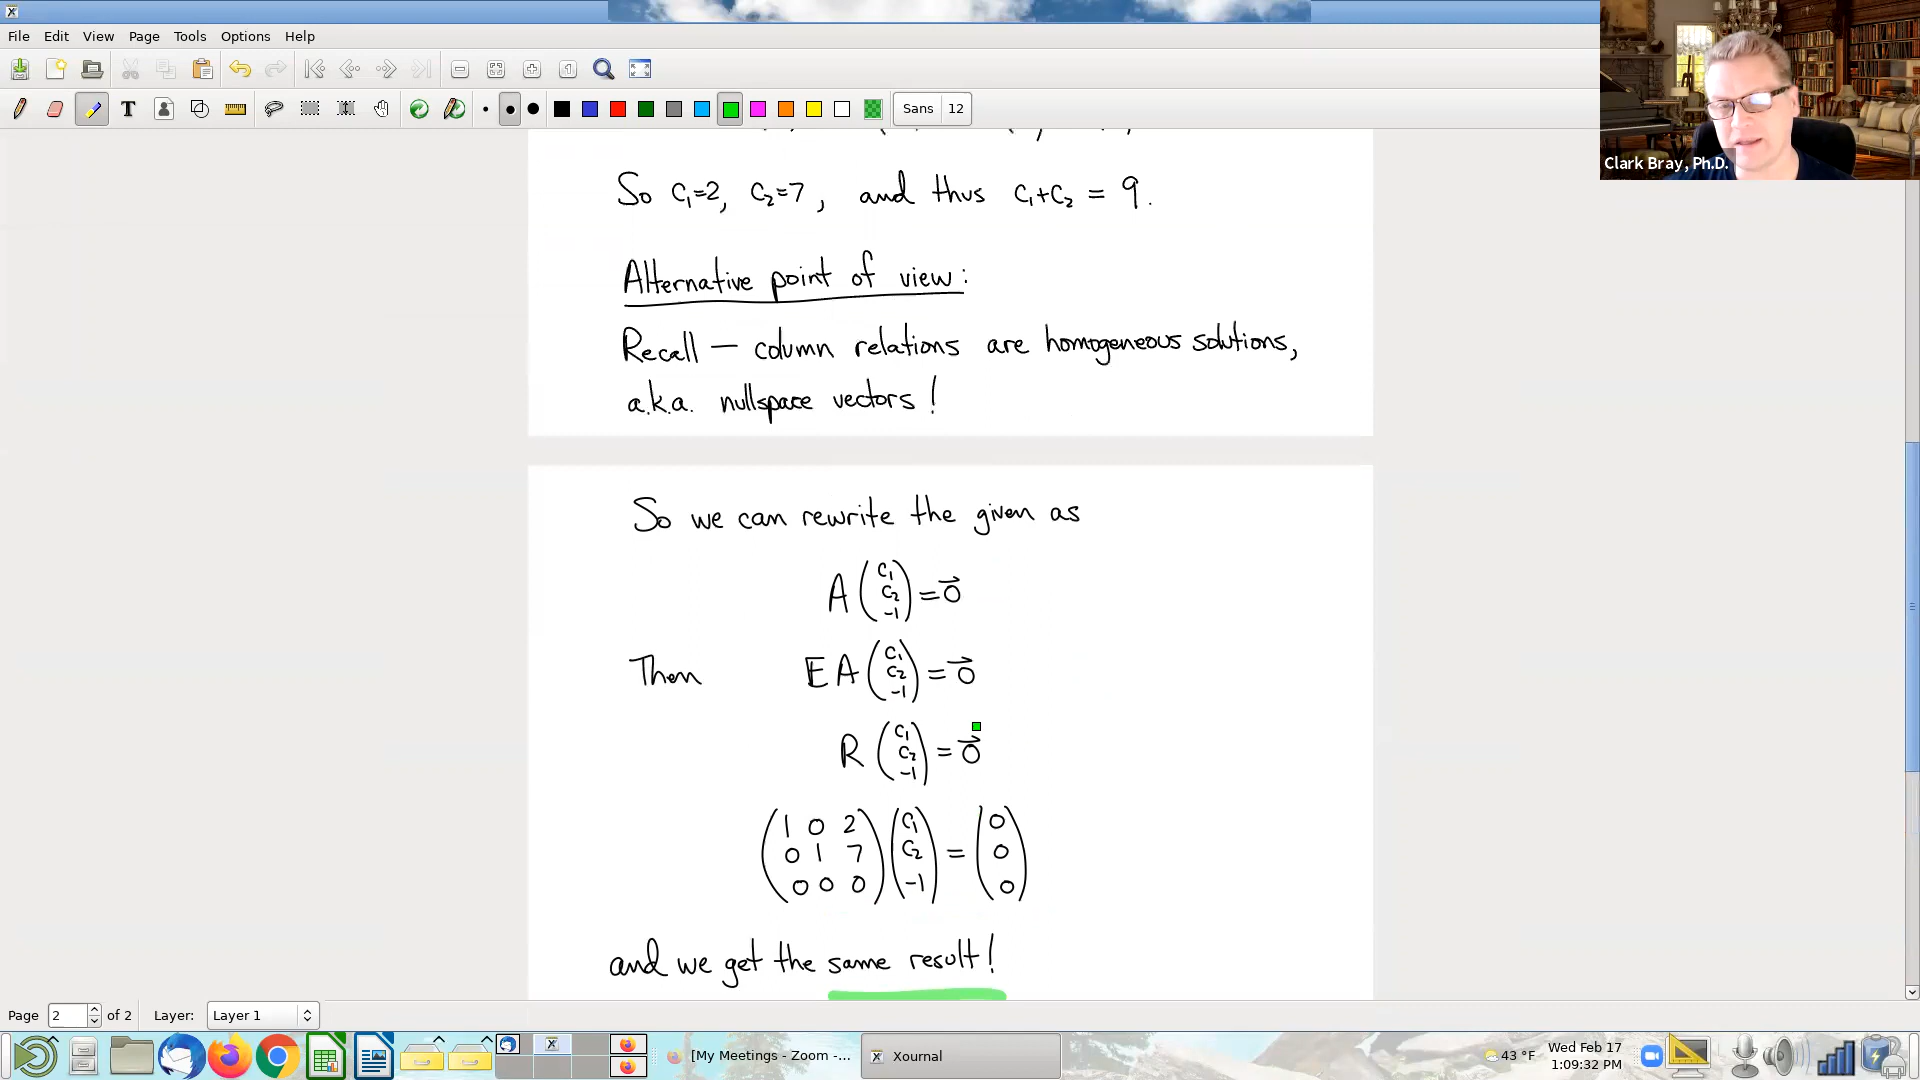 File Edit View Page Tools Options Help
Sans 12
Clark Bray, Ph.D.
So c₁=2, c₂=7, and thus c₁+c₂ = 9.
Alternative point of view:
Recall — column relations are homogeneous solutions,
a.k.a. nullspace vectors!
So we can rewrite the given as
A (c₁ c₂ -1) = 0⃗
Then EA (c₁ c₂ -1) = 0⃗
R (c₁ c₂ -1) = 0⃗
(1 0 2
0 1 7
0 0 0) (c₁ c₂ -1) = (0 0 0)
and we get the same result!
Page 2 of 2 Layer: Layer 1
[My Meetings - Zoom -... Xournal 43 °F Wed Feb 17
1:09:32 PM